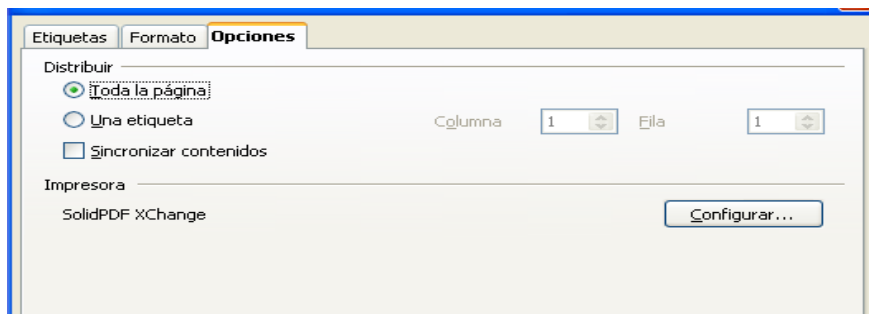 Etiquetas Formato Opciones
Distribuir
Toda la página
Una etiqueta Columna 1 Fila 1
Sincronizar contenidos
Impresora
SolidPDF XChange Configurar...